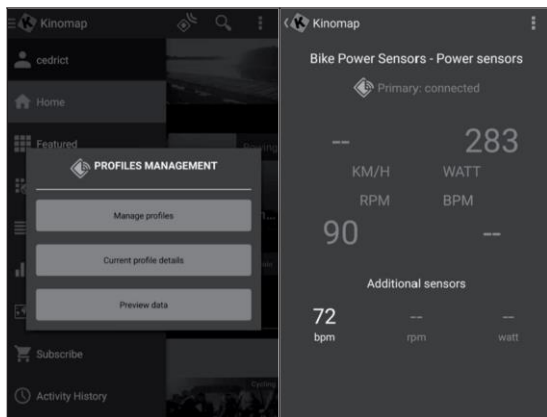 Kinomap
cedrict
Home
Featured
PROFILES MANAGEMENT
Manage profiles
Current profile details
Preview data
Subscribe
Activity History
Cycling
Kinomap
Bike Power Sensors - Power sensors
Primary: connected
-- 283
KM/H WATT
RPM BPM
90 --
Additional sensors
72 -- --
bpm rpm watt